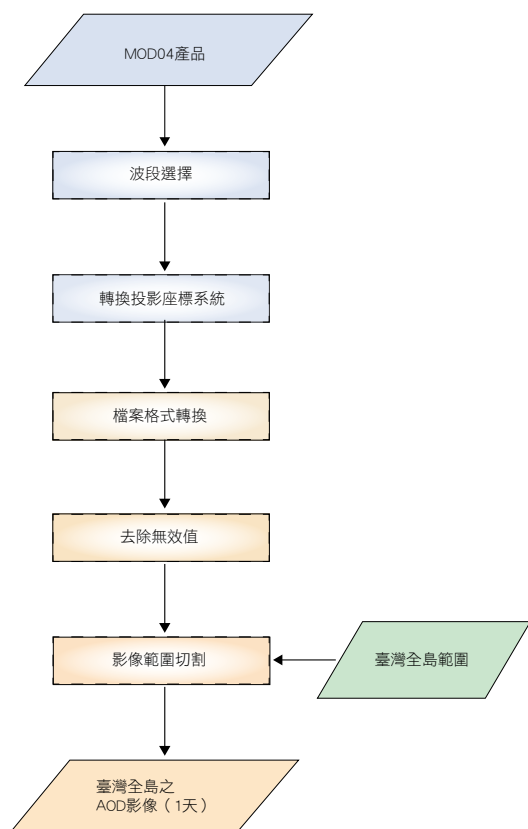 MOD04產品
波段選擇
轉換投影座標系統
檔案格式轉換
去除無效值
影像範圍切割
臺灣全島範圍
臺灣全島之
AOD影像（1天）